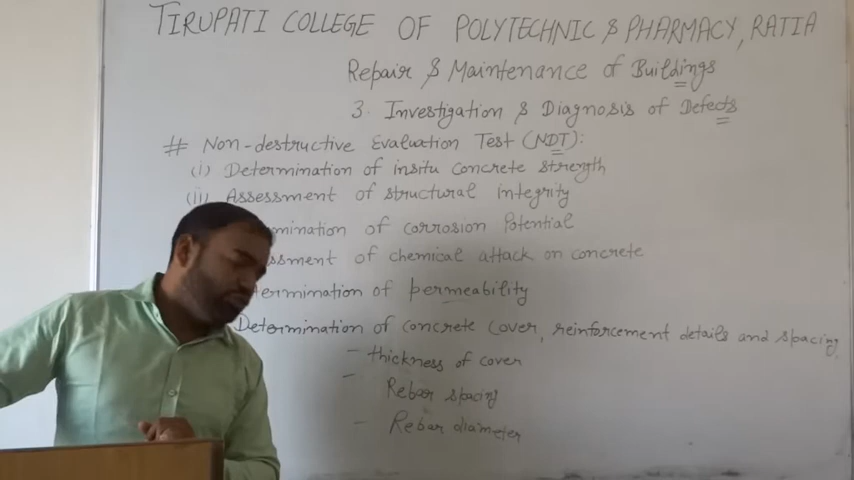 TIRUPATI COLLEGE OF POLYTECHNIC & PHARMACY, RATIA
Repair & Maintenance of Buildings
3. Investigation & Diagnosis of Defects
# Non-destructive Evaluation Test (NDT):
(i) Determination of insitu Concrete strength
(ii) Assessment of structural integrity
mination of corrosion Potential
ssment of chemical attack on concrete
termination of permeability
Determination of concrete cover, reinforcement details and spacing
- thickness of cover
- Rebar spacing
- Rebar diameter